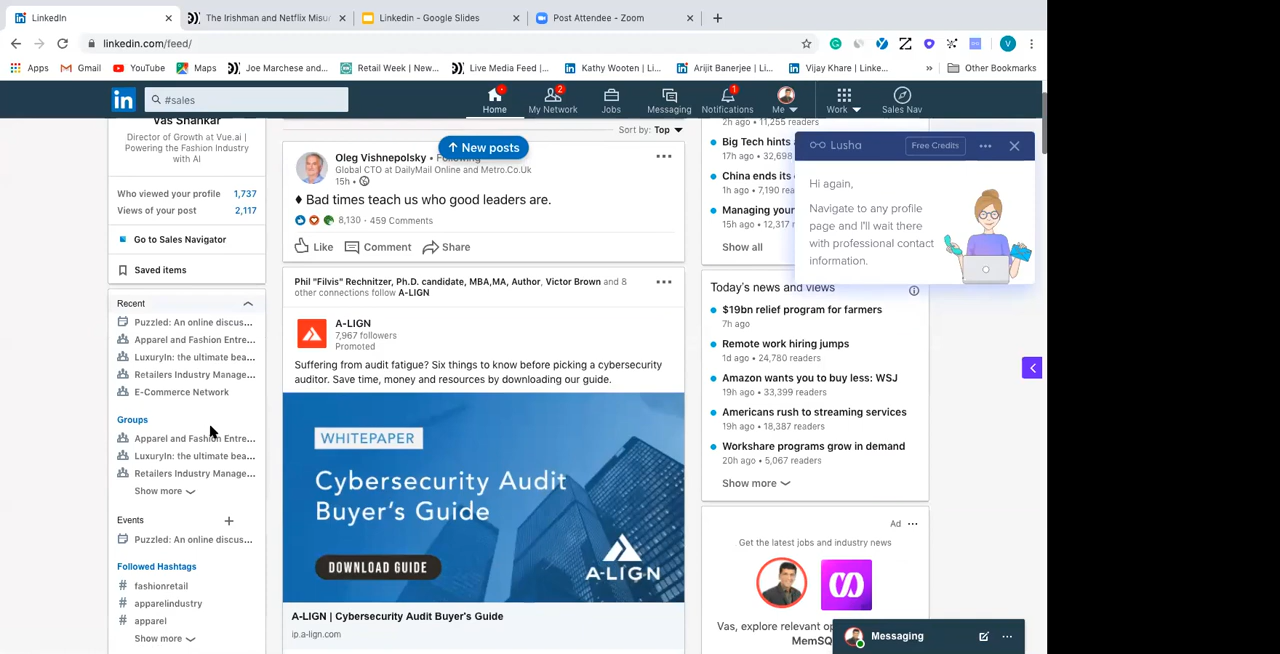 LinkedIn
The Irishman and Netflix Misu
Linkedin - Google Slides
Post Attendee - Zoom
linkedin.com/feed/
Apps
Gmail
YouTube
Maps
Joe Marchese and...
Retail Week | New...
Live Media Feed |...
Kathy Wooten | Li...
Arijit Banerjee | Li...
Vijay Khare | Linke...
»
Other Bookmarks
V
in
#sales
Home
2
My Network
Jobs
Messaging
1
Notifications
Me
Work
Sales Nav
Vas Shankar
Director of Growth at Vue.ai |
Powering the Fashion Industry
with AI
Who viewed your profile 1,737
Views of your post 2,117
Go to Sales Navigator
Saved items
Recent
Puzzled: An online discus...
Apparel and Fashion Entre...
LuxuryIn: the ultimate bea...
Retailers Industry Manage...
E-Commerce Network
Groups
Apparel and Fashion Entre...
LuxuryIn: the ultimate bea...
Retailers Industry Manage...
Show more
Events +
Puzzled: An online discus...
Followed Hashtags
# fashionretail
# apparelindustry
# apparel
Show more
Sort by: Top
↑ New posts
Oleg Vishnepolsky • Following
Global CTO at DailyMail Online and Metro.Co.Uk
15h •
♦ Bad times teach us who good leaders are.
8,130 · 459 Comments
Like Comment Share
Phil "Filvis" Rechnitzer, Ph.D. candidate, MBA,MA, Author, Victor Brown and 8
other connections follow A-LIGN
A-LIGN
7,967 followers
Promoted
Suffering from audit fatigue? Six things to know before picking a cybersecurity
auditor. Save time, money and resources by downloading our guide.
WHITEPAPER
Cybersecurity Audit
Buyer's Guide
DOWNLOAD GUIDE
A-LIGN
A-LIGN | Cybersecurity Audit Buyer's Guide
ip.a-lign.com
2h ago • 11,255 readers
Big Tech hints
17h ago • 32,698
China ends its
1h ago • 7,190 rea
Managing your
15h ago • 12,317
Show all
Lusha
Free Credits
Hi again,
Navigate to any profile
page and I'll wait there
with professional contact
information.
Today's news and views
$19bn relief program for farmers
7h ago
Remote work hiring jumps
1d ago • 24,780 readers
Amazon wants you to buy less: WSJ
19h ago • 33,399 readers
Americans rush to streaming services
19h ago • 18,387 readers
Workshare programs grow in demand
20h ago • 5,067 readers
Show more
Ad
Get the latest jobs and industry news
Vas, explore relevant
MemSQ
Messaging